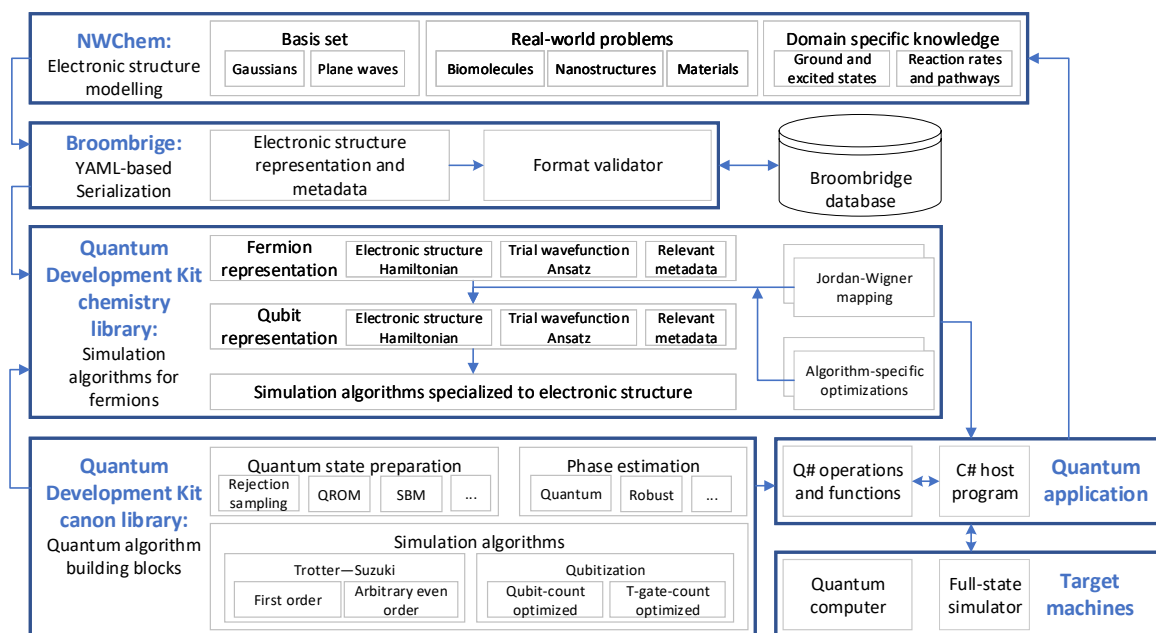 NWChem:
Electronic structure
modelling
Basis set
Gaussians
Plane waves
Real-world problems
Biomolecules
Nanostructures
Materials
Domain specific knowledge
Ground and
excited states
Reaction rates
and pathways
Broombrige:
YAML-based
Serialization
Electronic structure
representation and
metadata
Format validator
Broombridge
database
Quantum
Development Kit
chemistry
library:
Simulation
algorithms for
fermions
Fermion
representation
Electronic structure
Hamiltonian
Trial wavefunction
Ansatz
Relevant
metadata
Qubit
representation
Electronic structure
Hamiltonian
Trial wavefunction
Ansatz
Relevant
metadata
Simulation algorithms specialized to electronic structure
Jordan-Wigner
mapping
Algorithm-specific
optimizations
Quantum
Development Kit
canon library:
Quantum algorithm
building blocks
Quantum state preparation
Rejection
sampling
QROM
SBM
...
Phase estimation
Quantum
Robust
...
Simulation algorithms
Trotter—Suzuki
First order
Arbitrary even
order
Qubitization
Qubit-count
optimized
T-gate-count
optimized
Q# operations
and functions
C# host
program
Quantum
application
Quantum
computer
Full-state
simulator
Target
machines